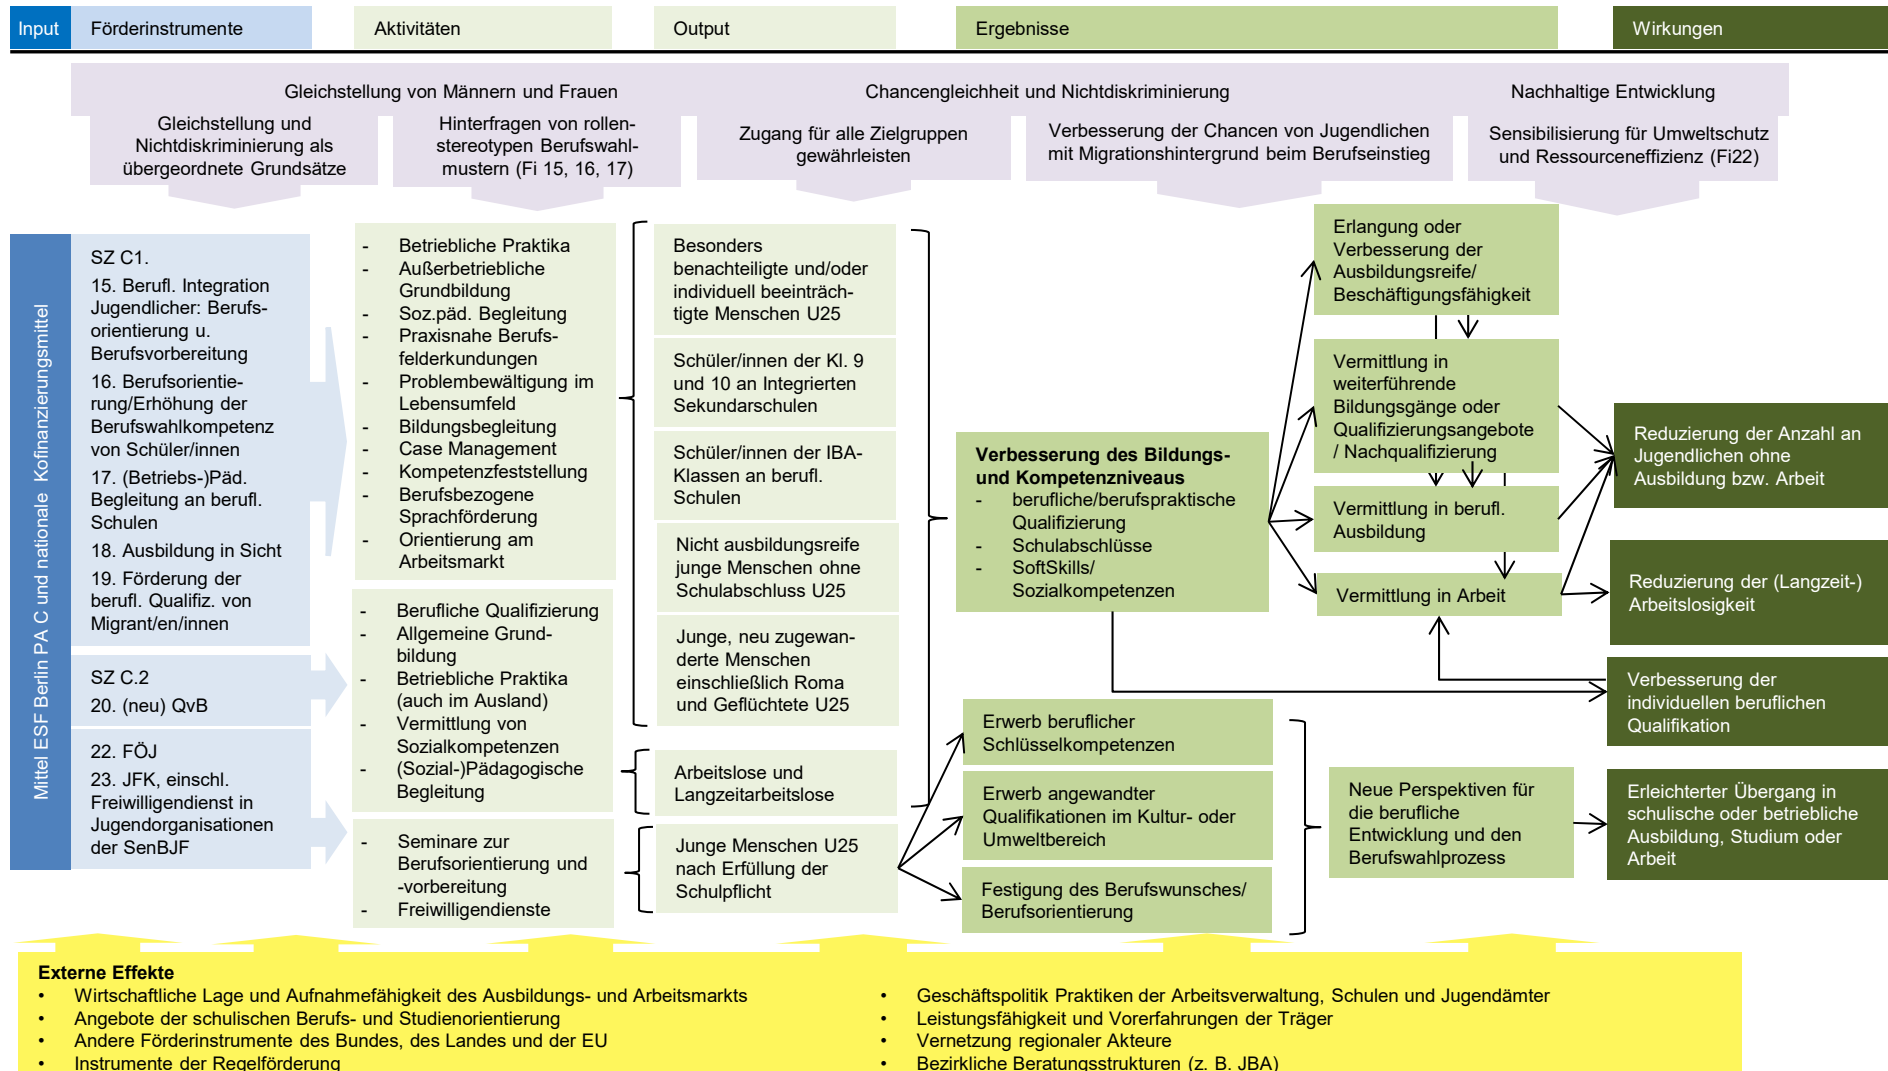 Input
Förderinstrumente
Aktivitäten
Output
Ergebnisse
Wirkungen
Gleichstellung von Männern und Frauen
Chancengleichheit und Nichtdiskriminierung
Nachhaltige Entwicklung
Gleichstellung und
Nichtdiskriminierung als
übergeordnete Grundsätze
Hinterfragen von rollen-
stereotypen Berufswahl-
mustern (Fi 15, 16, 17)
Zugang für alle Zielgruppen
gewährleisten
Verbesserung der Chancen von Jugendlichen
mit Migrationshintergrund beim Berufseinstieg
Sensibilisierung für Umweltschutz
und Ressourceneffizienz (Fi22)
Mittel ESF Berlin PA C und nationale Kofinanzierungsmittel
SZ C1.
15. Berufl. Integration
Jugendlicher: Berufs-
orientierung u.
Berufsvorbereitung
16. Berufsorientie-
rung/Erhöhung der
Berufswahlkompetenz
von Schüler/innen
17. (Betriebs-)Päd.
Begleitung an berufl.
Schulen
18. Ausbildung in Sicht
19. Förderung der
berufl. Qualifiz. von
Migrant/en/innen
SZ C.2
20. (neu) QvB
22. FÖJ
23. JFK, einschl.
Freiwilligendienst in
Jugendorganisationen
der SenBJF
- Betriebliche Praktika
- Außerbetriebliche
Grundbildung
- Soz.päd. Begleitung
- Praxisnahe Berufs-
felderkundungen
- Problembewältigung im
Lebensumfeld
- Bildungsbegleitung
- Case Management
- Kompetenzfeststellung
- Berufsbezogene
Sprachförderung
- Orientierung am
Arbeitsmarkt
- Berufliche Qualifizierung
- Allgemeine Grund-
bildung
- Betriebliche Praktika
(auch im Ausland)
- Vermittlung von
Sozialkompetenzen
- (Sozial-)Pädagogische
Begleitung
- Seminare zur
Berufsorientierung und
-vorbereitung
- Freiwilligendienste
Besonders
benachteiligte und/oder
individuell beeinträch-
tigte Menschen U25
Schüler/innen der Kl. 9
und 10 an Integrierten
Sekundarschulen
Schüler/innen der IBA-
Klassen an berufl.
Schulen
Nicht ausbildungsreife
junge Menschen ohne
Schulabschluss U25
Junge, neu zugewan-
derte Menschen
einschließlich Roma
und Geflüchtete U25
Arbeitslose und
Langzeitarbeitslose
Junge Menschen U25
nach Erfüllung der
Schulpflicht
Verbesserung des Bildungs-
und Kompetenzniveaus
- berufliche/berufspraktische
Qualifizierung
- Schulabschlüsse
- SoftSkills/
Sozialkompetenzen
Erwerb beruflicher
Schlüsselkompetenzen
Erwerb angewandter
Qualifikationen im Kultur- oder
Umweltbereich
Festigung des Berufswunsches/
Berufsorientierung
Erlangung oder
Verbesserung der
Ausbildungsreife/
Beschäftigungsfähigkeit
Vermittlung in
weiterführende
Bildungsgänge oder
Qualifizierungsangebote
/ Nachqualifizierung
Vermittlung in berufl.
Ausbildung
Vermittlung in Arbeit
Neue Perspektiven für
die berufliche
Entwicklung und den
Berufswahlprozess
Reduzierung der Anzahl an
Jugendlichen ohne
Ausbildung bzw. Arbeit
Reduzierung der (Langzeit-)
Arbeitslosigkeit
Verbesserung der
individuellen beruflichen
Qualifikation
Erleichterter Übergang in
schulische oder betriebliche
Ausbildung, Studium oder
Arbeit
Externe Effekte
• Wirtschaftliche Lage und Aufnahmefähigkeit des Ausbildungs- und Arbeitsmarkts
• Angebote der schulischen Berufs- und Studienorientierung
• Andere Förderinstrumente des Bundes, des Landes und der EU
• Instrumente der Regelförderung
• Geschäftspolitik Praktiken der Arbeitsverwaltung, Schulen und Jugendämter
• Leistungsfähigkeit und Vorerfahrungen der Träger
• Vernetzung regionaler Akteure
• Bezirkliche Beratungsstrukturen (z. B. JBA)